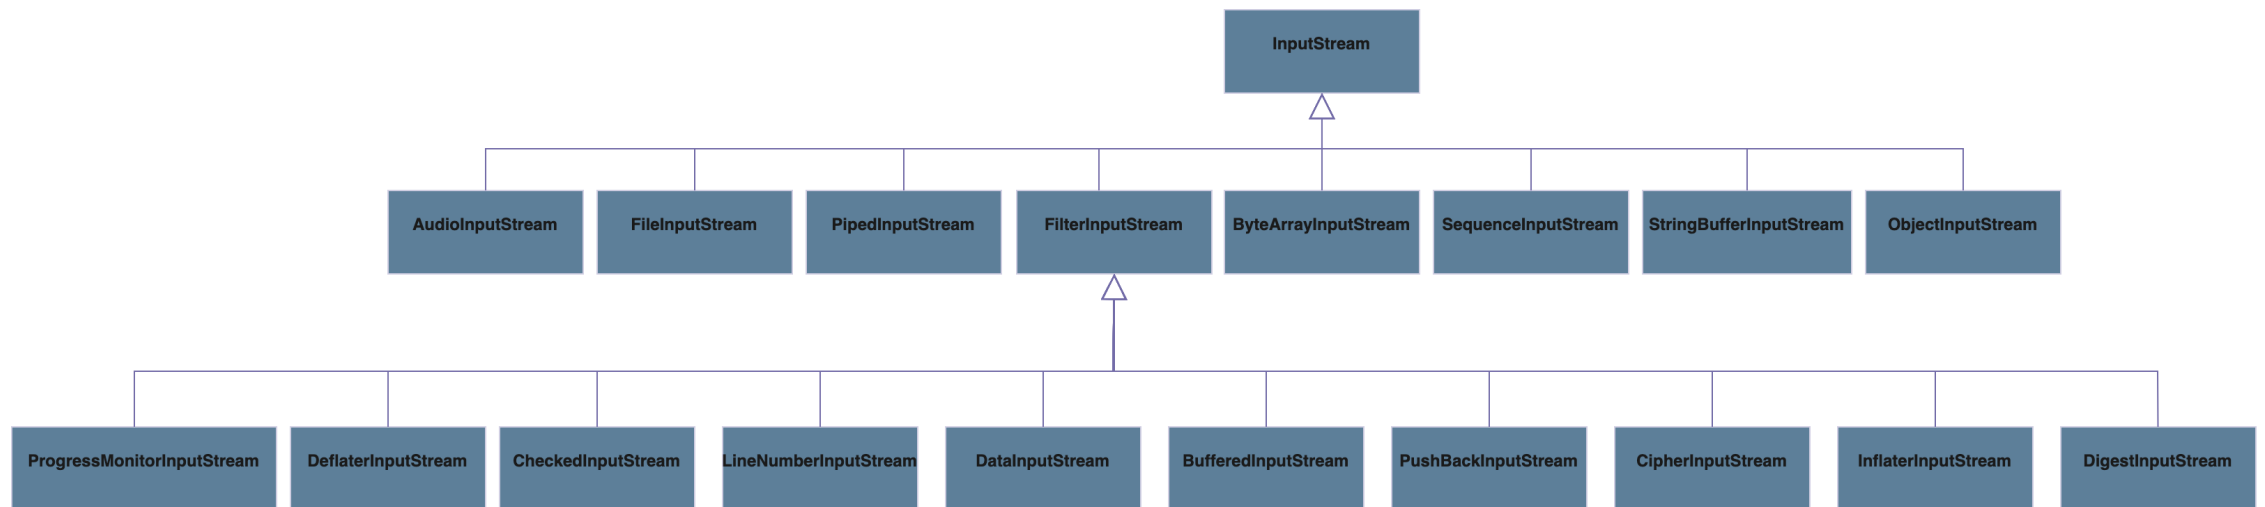 InputStream
AudioInputStream
FileInputStream
PipedInputStream
FilterInputStream
ByteArrayInputStream
SequenceInputStream
StringBufferInputStream
ObjectInputStream
ProgressMonitorInputStream
DeflaterInputStream
CheckedInputStream
LineNumberInputStream
DataInputStream
BufferedInputStream
PushBackInputStream
CipherInputStream
InflaterInputStream
DigestInputStream